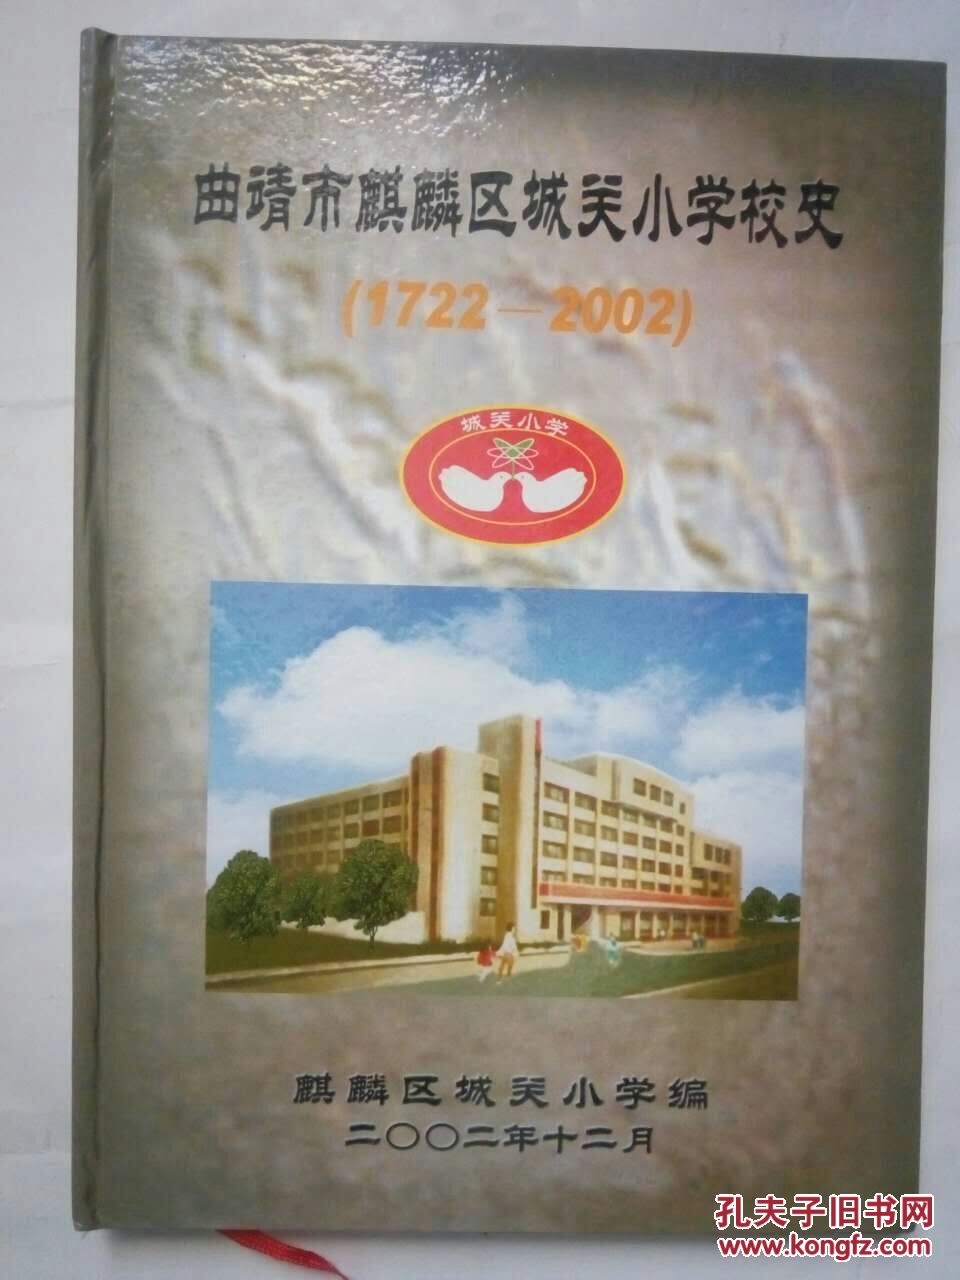 曲靖市麒麟区城关小学校史
(1722—2002)
城关小学
麒麟区城关小学编
二〇〇二年十二月
孔夫子旧书网
www.kongfz.com